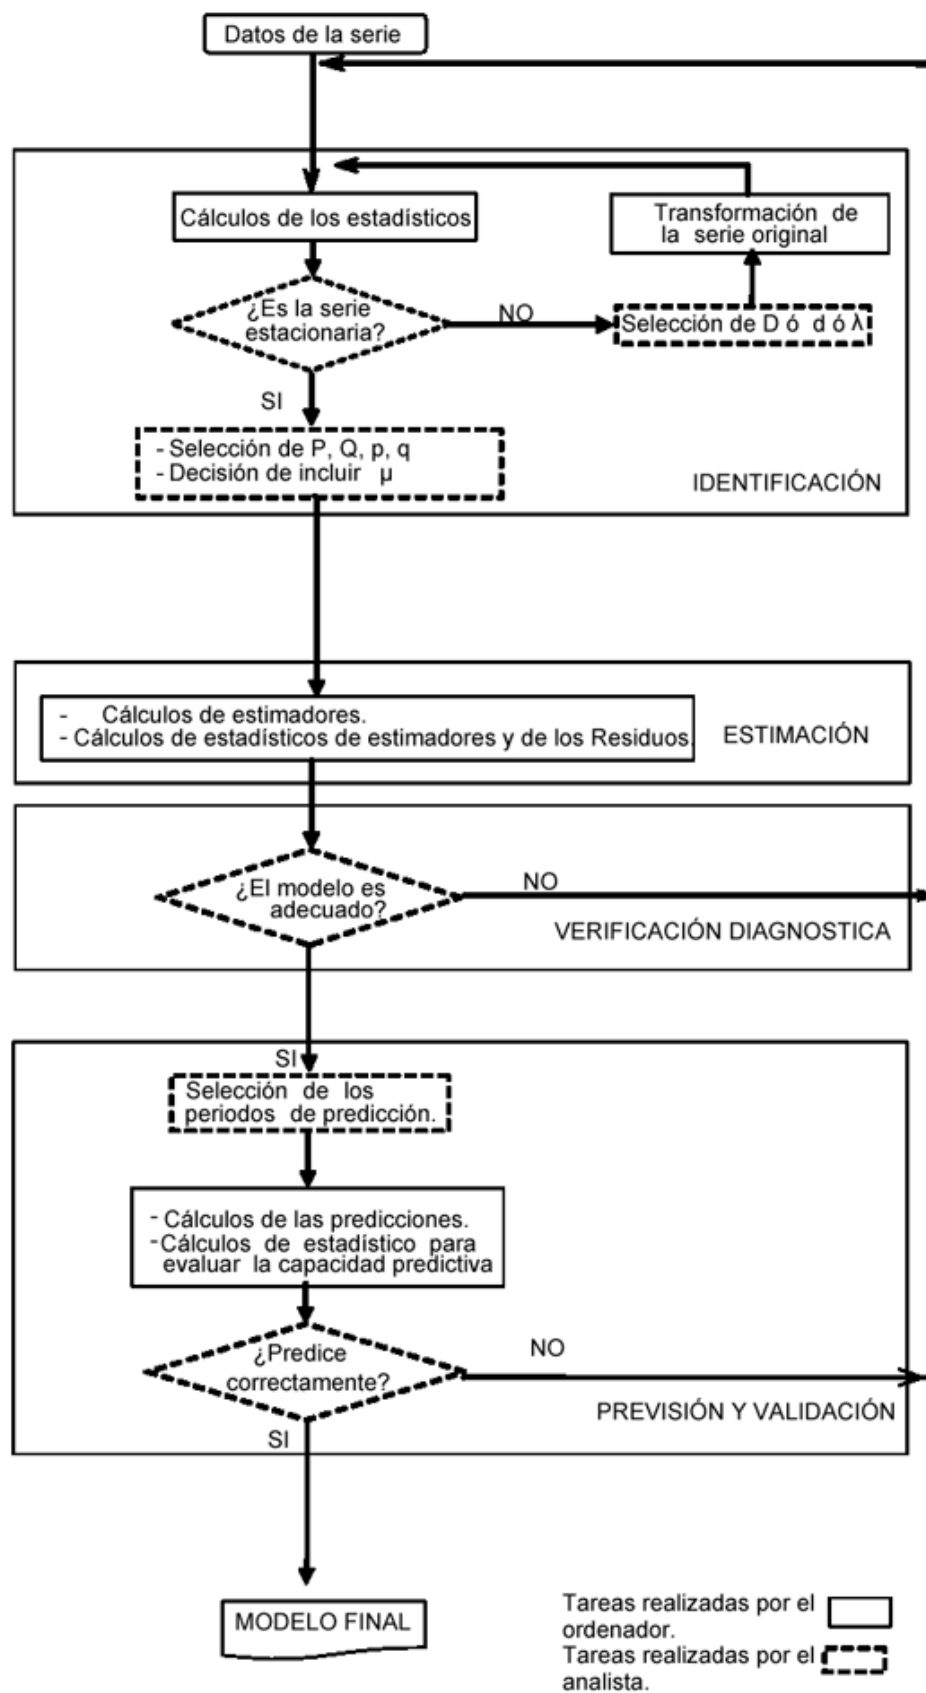 Datos de la serie
Cálculos de los estadísticos
Transformación de
la serie original
¿Es la serie
estacionaria?
NO
Selección de D ó d ó λ
SI
- Selección de P, Q, p, q
- Decisión de incluir μ
IDENTIFICACIÓN
- Cálculos de estimadores.
- Cálculos de estadísticos de estimadores y de los Residuos.
ESTIMACIÓN
¿El modelo es
adecuado?
NO
VERIFICACIÓN DIAGNOSTICA
SI
Selección de los
periodos de predicción.
- Cálculos de las predicciones.
- Cálculos de estadístico para
evaluar la capacidad predictiva
¿Predice
correctamente?
NO
PREVISIÓN Y VALIDACIÓN
SI
MODELO FINAL
Tareas realizadas por el
ordenador.
Tareas realizadas por el
analista.